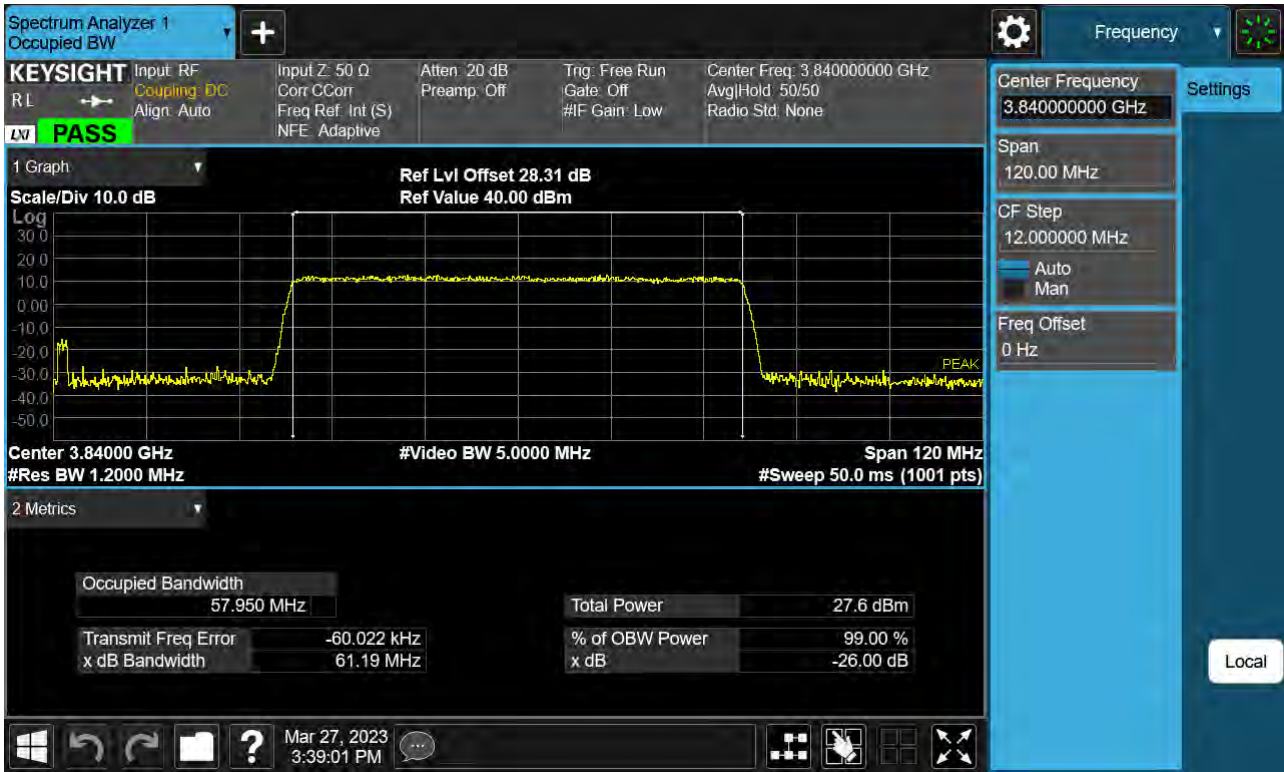 Spectrum Analyzer 1
Occupied BW
+
Frequency
KEYSIGHT
RL
LXI
PASS
Input: RF
Coupling: DC
Align: Auto
Input Z: 50 Ω
Corr CCorr
Freq Ref: Int (S)
NFE: Adaptive
Atten: 20 dB
Preamp: Off
Trig: Free Run
Gate: Off
#IF Gain: Low
Center Freq: 3.840000000 GHz
Avg|Hold: 50/50
Radio Std: None
Center Frequency
3.840000000 GHz
Settings
Span
120.00 MHz
CF Step
12.000000 MHz
Auto
Man
Freq Offset
0 Hz
Local
1 Graph
Scale/Div 10.0 dB
Ref Lvl Offset 28.31 dB
Ref Value 40.00 dBm
Log
30.0
20.0
10.0
0.00
-10.0
-20.0
-30.0
-40.0
-50.0
PEAK
Center 3.84000 GHz
#Video BW 5.0000 MHz
Span 120 MHz
#Res BW 1.2000 MHz
#Sweep 50.0 ms (1001 pts)
2 Metrics
Occupied Bandwidth
57.950 MHz
Total Power 27.6 dBm
Transmit Freq Error -60.022 kHz
% of OBW Power 99.00 %
x dB Bandwidth 61.19 MHz
x dB -26.00 dB
?
Mar 27, 2023
3:39:01 PM